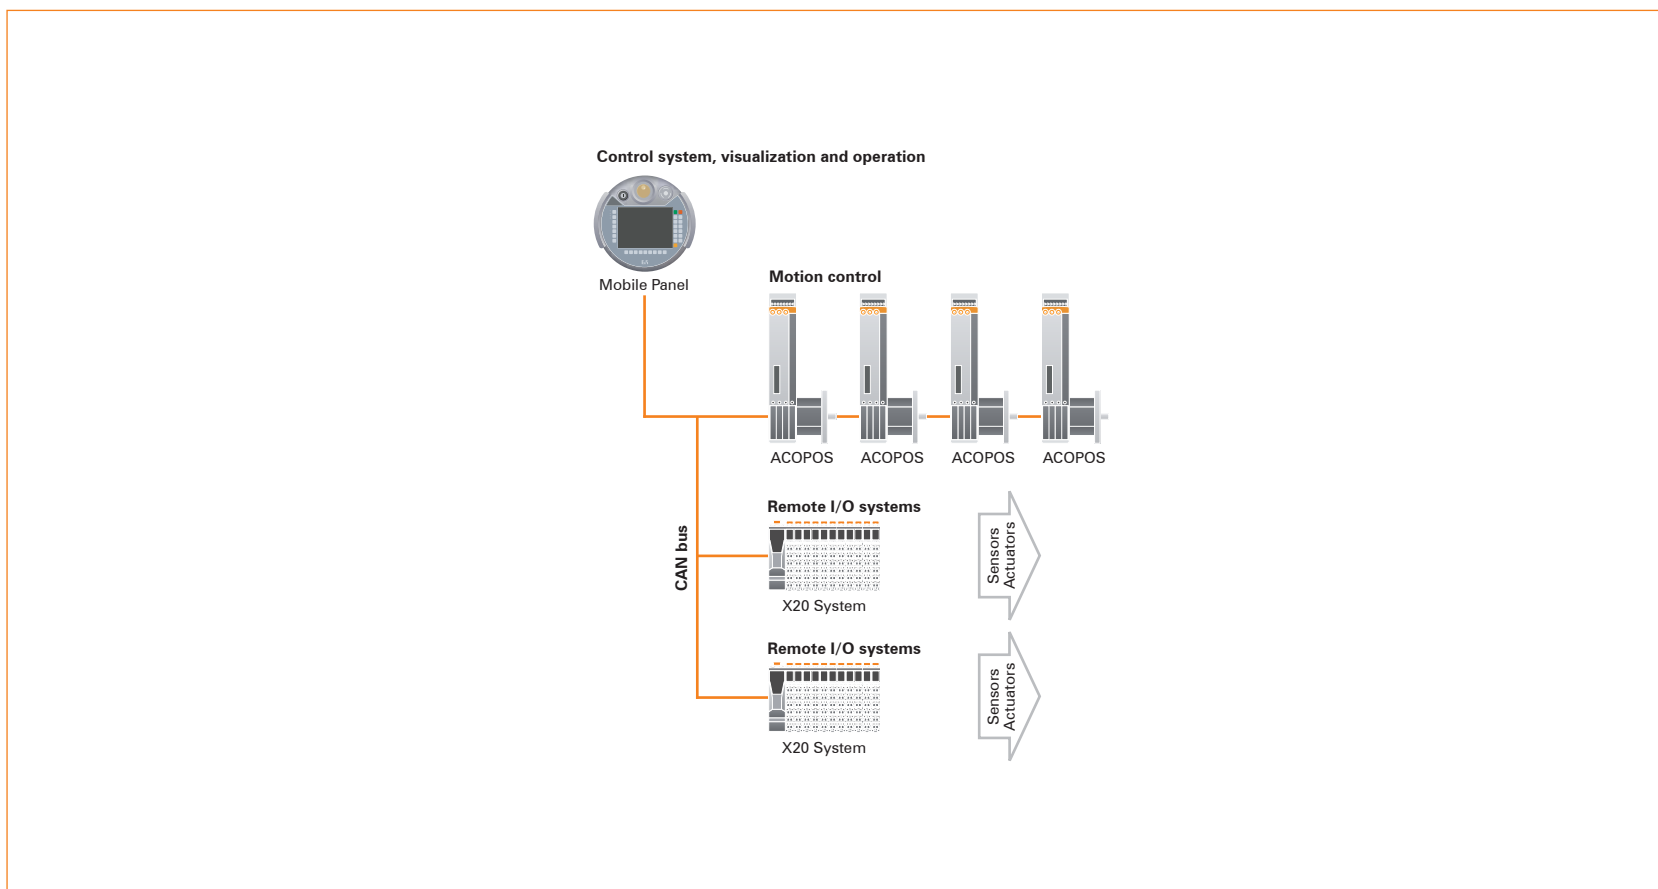 Control system, visualization and operation
Mobile Panel
Motion control
ACOPOS
ACOPOS
ACOPOS
ACOPOS
CAN bus
Remote I/O systems
X20 System
Sensors
Actuators
Remote I/O systems
X20 System
Sensors
Actuators